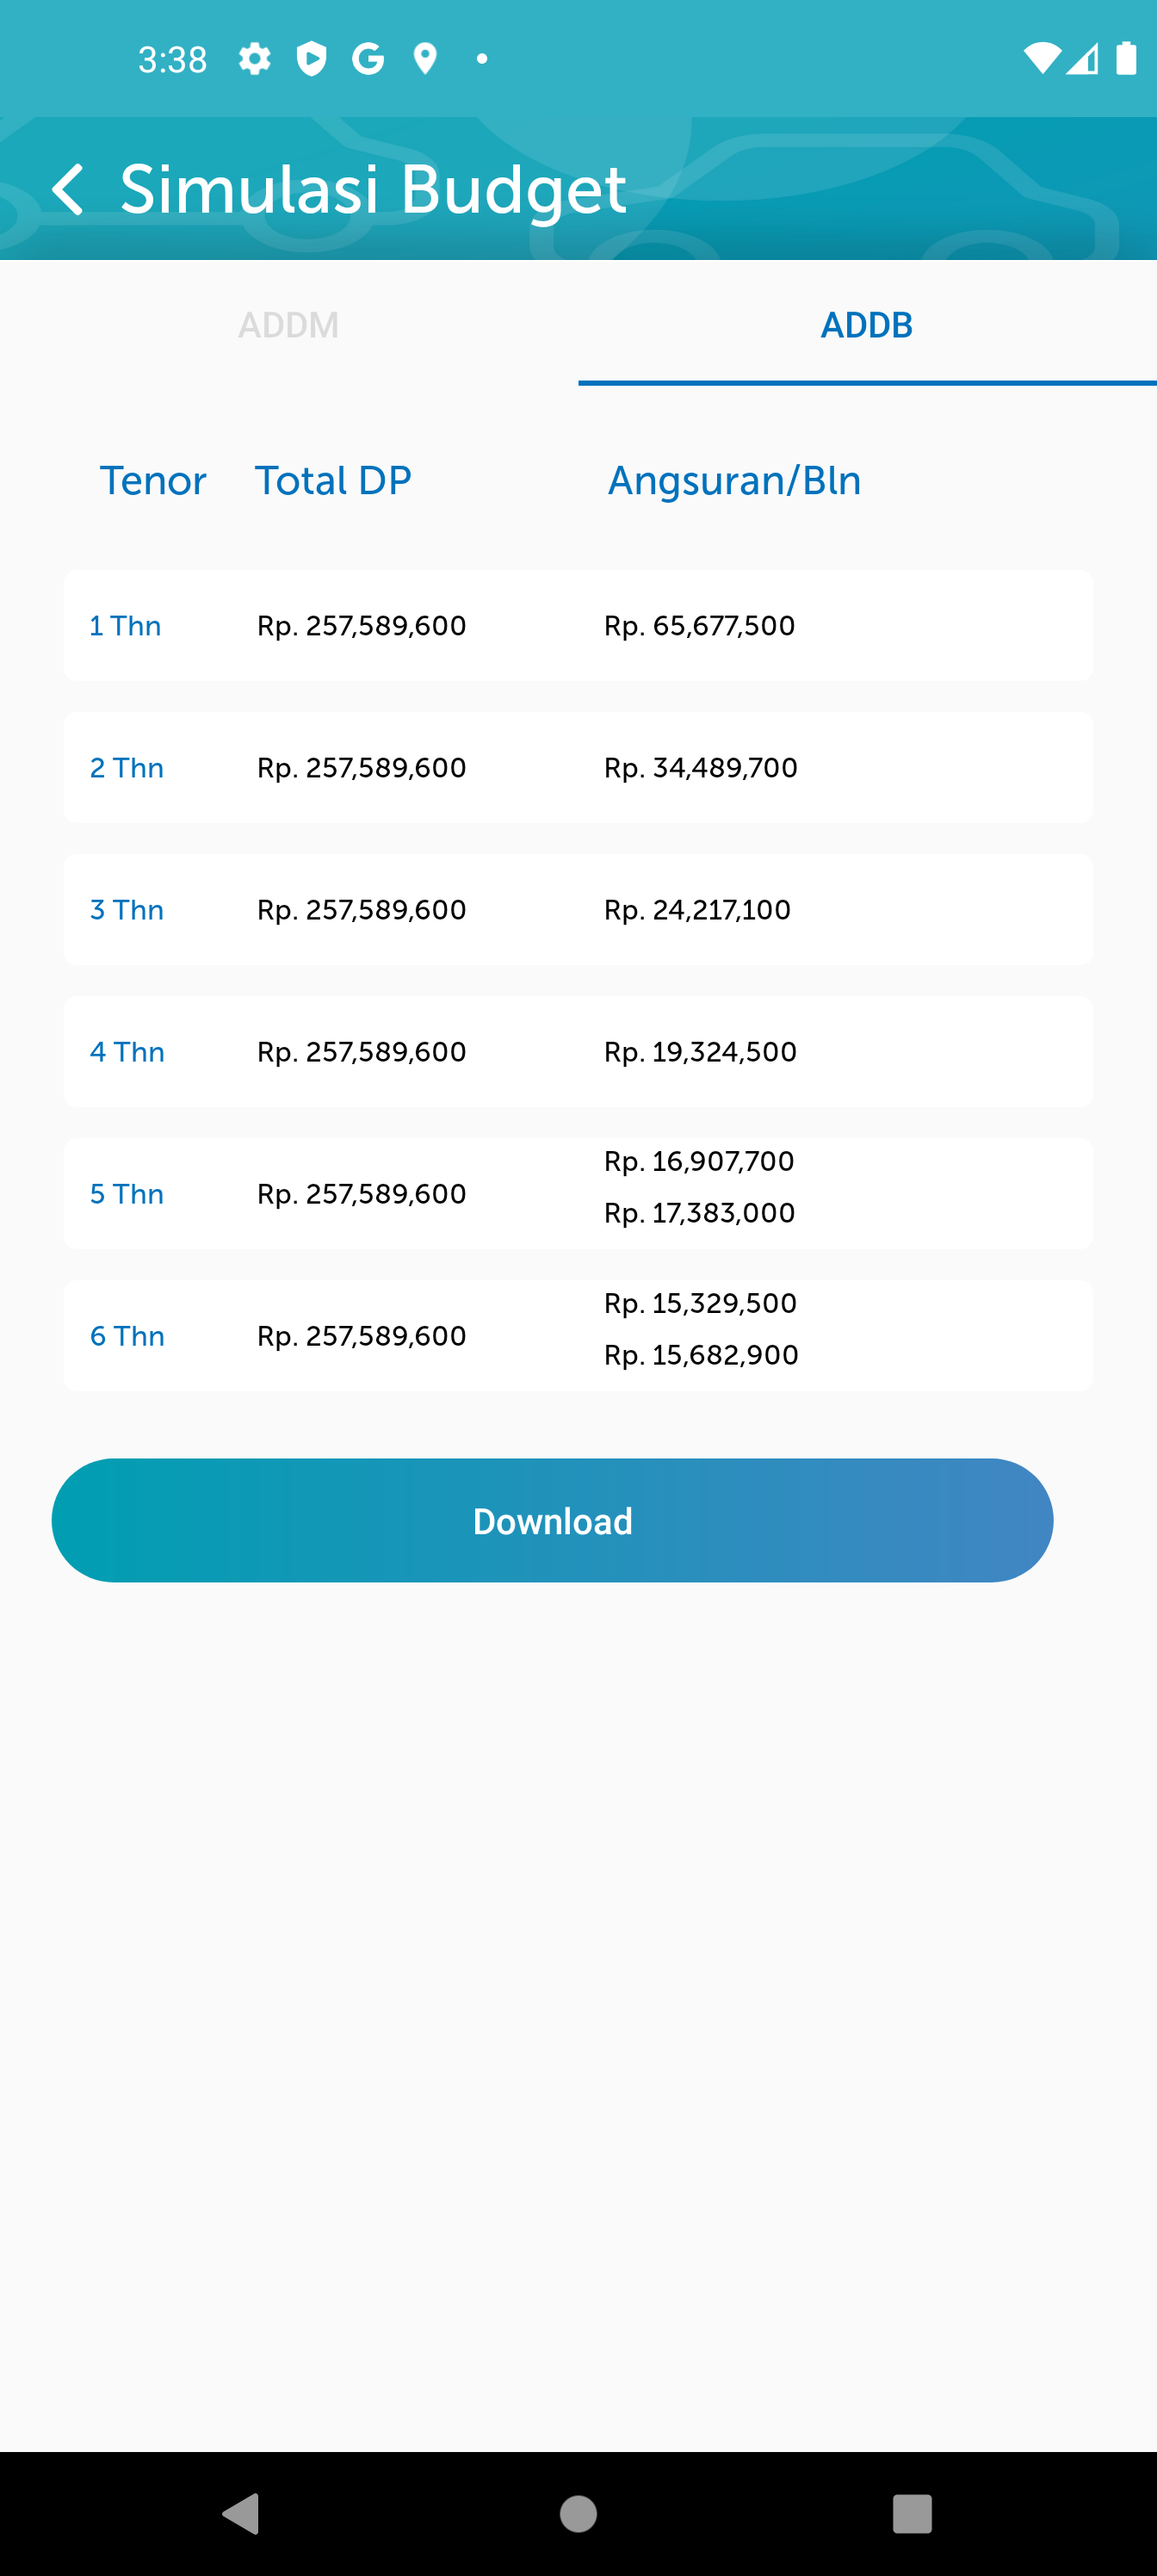 3:38
Simulasi Budget
ADDM ADDB
Tenor Total DP Angsuran/Bln
1 Thn Rp. 257,589,600 Rp. 65,677,500
2 Thn Rp. 257,589,600 Rp. 34,489,700
3 Thn Rp. 257,589,600 Rp. 24,217,100
4 Thn Rp. 257,589,600 Rp. 19,324,500
5 Thn Rp. 257,589,600 Rp. 16,907,700
Rp. 17,383,000
6 Thn Rp. 257,589,600 Rp. 15,329,500
Rp. 15,682,900
Download